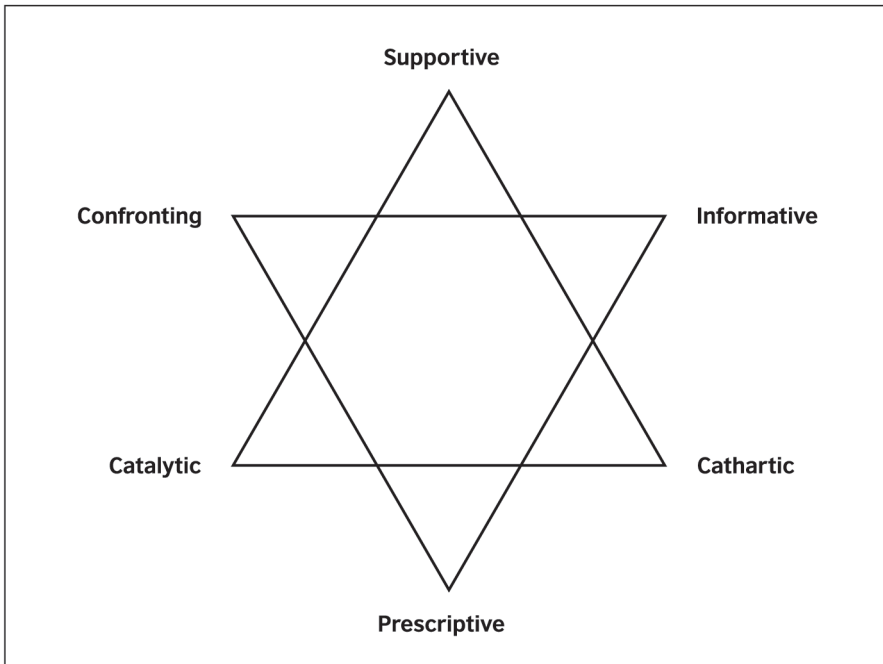 Supportive
Confronting
Informative
Catalytic
Cathartic
Prescriptive